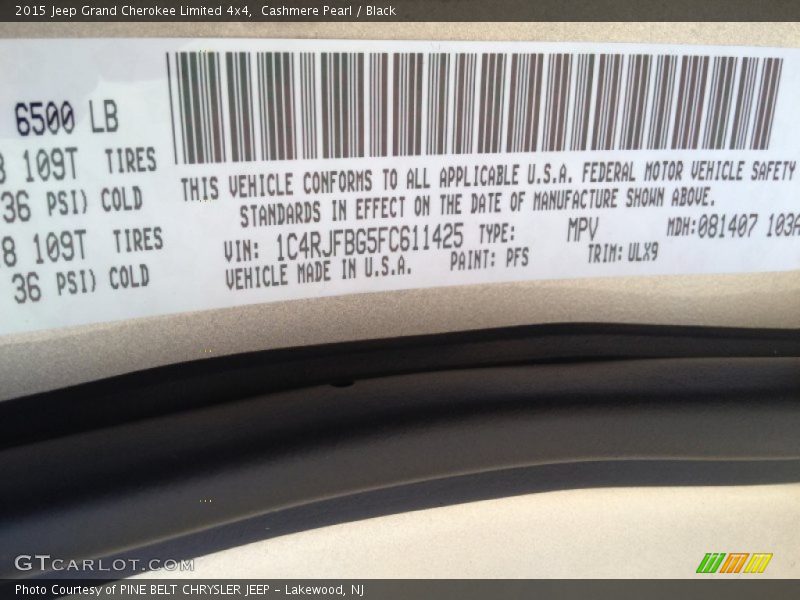 2015 Jeep Grand Cherokee Limited 4x4, Cashmere Pearl / Black
6500 LB
109T TIRES
36 PSI) COLD
8 109T TIRES
36 PSI) COLD
THIS VEHICLE CONFORMS TO ALL APPLICABLE U.S.A. FEDERAL MOTOR VEHICLE SAFETY
STANDARDS IN EFFECT ON THE DATE OF MANUFACTURE SHOWN ABOVE.
VIN: 1C4RJFBG5FC611425 TYPE: MPV MDH:081407 103A
VEHICLE MADE IN U.S.A. PAINT: PFS TRIM: ULX9
GTCARLOT.COM
Photo Courtesy of PINE BELT CHRYSLER JEEP - Lakewood, NJ